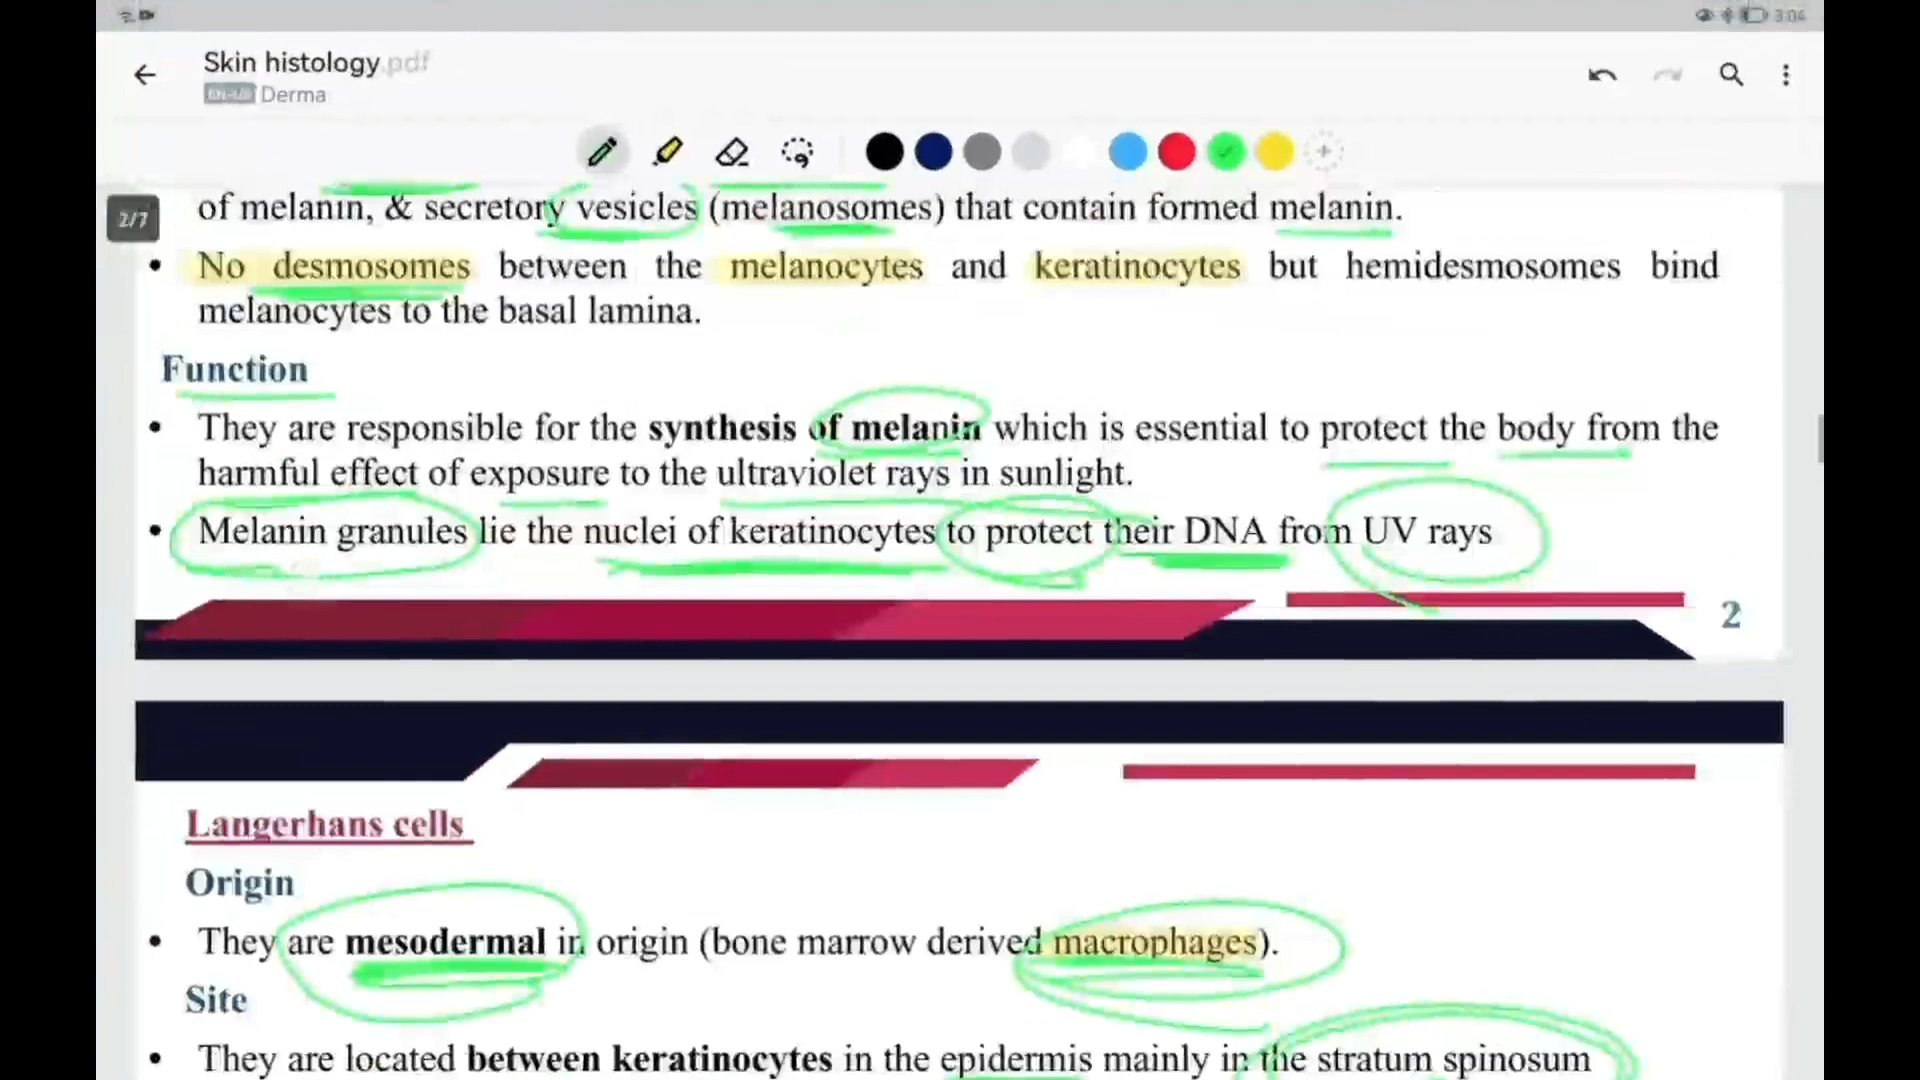 3:04
Skin histology.pdf
Derma
2/7
of melanin, & secretory vesicles (melanosomes) that contain formed melanin.
• No desmosomes between the melanocytes and keratinocytes but hemidesmosomes bind
melanocytes to the basal lamina.
Function
• They are responsible for the synthesis of melanin which is essential to protect the body from the
harmful effect of exposure to the ultraviolet rays in sunlight.
• Melanin granules lie the nuclei of keratinocytes to protect their DNA from UV rays
2
Langerhans cells
Origin
• They are mesodermal in origin (bone marrow derived macrophages).
Site
• They are located between keratinocytes in the epidermis mainly in the stratum spinosum